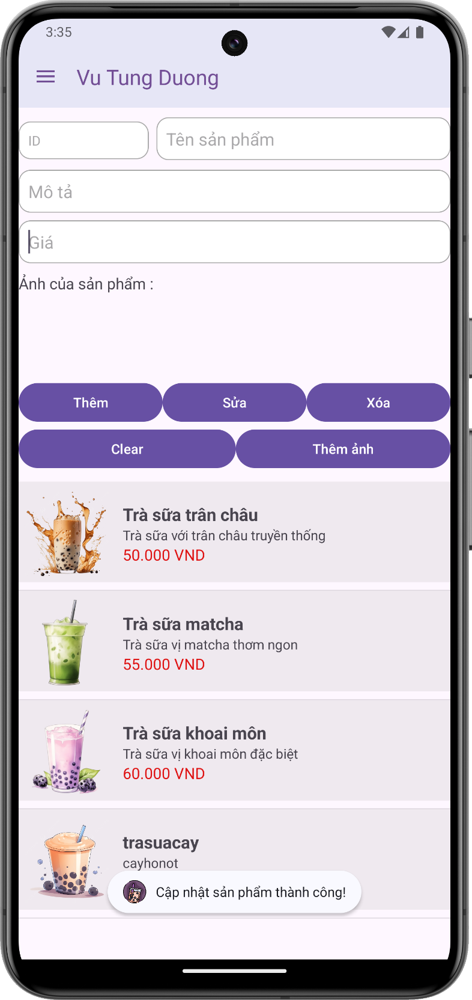 3:35
Vu Tung Duong
ID
Tên sản phẩm
Mô tả
Giá
Ảnh của sản phẩm :
Thêm
Sửa
Xóa
Clear
Thêm ảnh
Trà sữa trân châu
Trà sữa với trân châu truyền thống
50.000 VND
Trà sữa matcha
Trà sữa vị matcha thơm ngon
55.000 VND
Trà sữa khoai môn
Trà sữa vị khoai môn đặc biệt
60.000 VND
trasuacay
cayhonot
Cập nhật sản phẩm thành công!